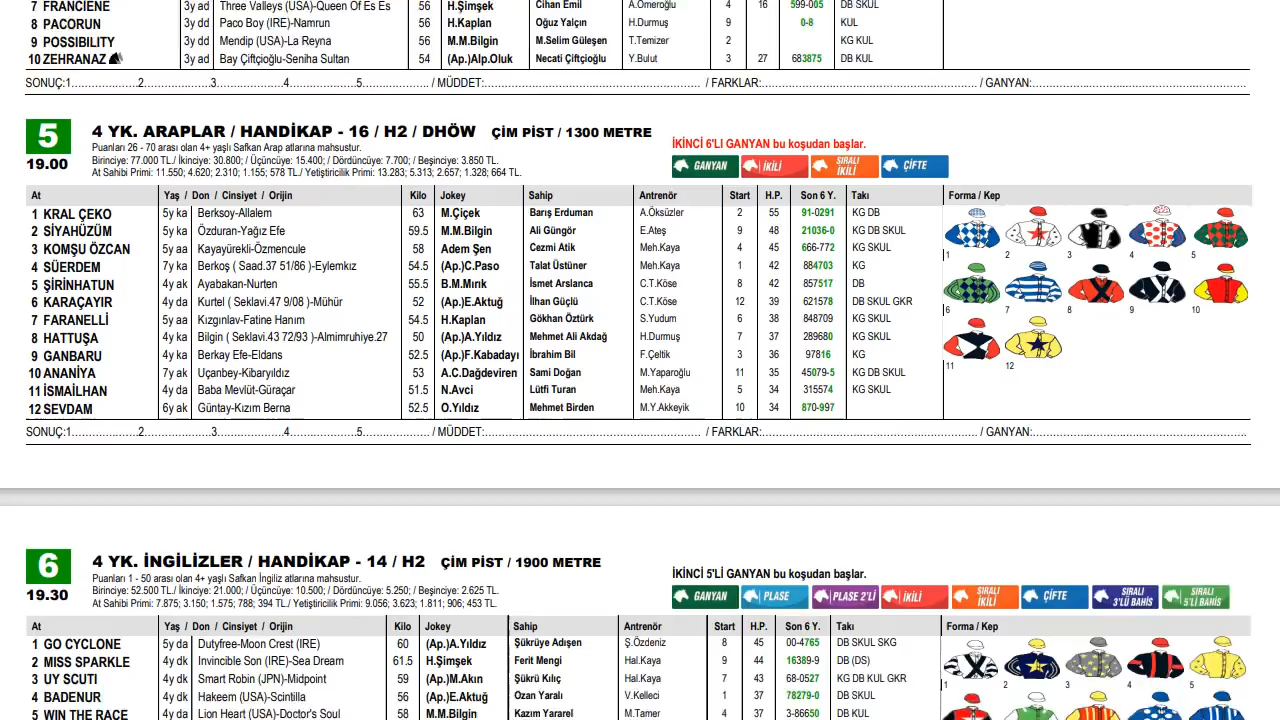 7 FRANCIENE 3y ad Three Valleys (USA)-Queen Of Es Es 56 H.Şimşek Cihan Emil A.Ömeroğlu 4 16 599-005 DB SKUL
8 PACORUN 3y dd Paco Boy (IRE)-Namrun 56 H.Kaplan Oğuz Yalçın H.Durmuş 9 0-8 KUL
9 POSSIBILITY 3y dd Mendip (USA)-La Reyna 56 M.M.Bilgin M.Selim Güleşen T.Temizer 2 KG KUL
10 ZEHRANAZ 3y ad Bay Çiftçioğlu-Seniha Sultan 54 (Ap.)Alp.Oluk Necati Çiftçioğlu Y.Bulut 3 27 683875 DB KUL
SONUÇ:1....................2....................3....................4....................5.................... / MÜDDET:.................... / FARKLAR:.................... / GANYAN:....................
5 4 YK. ARAPLAR / HANDİKAP - 16 / H2 / DHÖW ÇİM PİST / 1300 METRE
19.00
Puanları 26 - 70 arası olan 4+ yaşlı Safkan Arap atlarına mahsustur.
Birinciye: 77.000 TL./ İkinciye: 30.800; / Üçüncüye: 15.400; / Dördüncüye: 7.700; / Beşinciye: 3.850 TL.
At Sahibi Primi: 11.550; 4.620; 2.310; 1.155; 578 TL./ Yetiştiricilik Primi: 13.283; 5.313; 2.657; 1.328; 664 TL.
İKİNCİ 6'LI GANYAN bu koşudan başlar.
GANYAN İKİLİ SIRALI İKİLİ ÇİFTE
At Yaş / Don / Cinsiyet / Orijin Kilo Jokey Sahip Antrenör Start H.P. Son 6 Y. Takı Forma / Kep
1 KRAL ÇEKO 5y ka Berksoy-Allalem 63 M.Çiçek Barış Erduman A.Öksüzler 2 55 91-0291 KG DB
2 SİYAHÜZÜM 5y ka Özduran-Yağız Efe 59.5 M.M.Bilgin Ali Güngör E.Ateş 9 48 21036-0 KG DB SKUL
3 KOMŞU ÖZCAN 5y aa Kayayürekli-Özmencule 58 Adem Şen Cezmi Atik Meh.Kaya 4 45 666-772 KG SKUL
4 SÜERDEM 7y ka Berkoş ( Saad.37 51/86 )-Eylemkız 54.5 (Ap.)C.Paso Talat Üstüner Meh.Kaya 1 42 884703 KG
5 ŞIRİNHATUN 4y ak Ayabakan-Nurten 55.5 B.M.Mınk İsmet Arslanca C.T.Köse 8 42 857517 DB
6 KARAÇAYIR 4y da Kurtel ( Seklavi.47 9/08 )-Mühür 52 (Ap.)E.Aktuğ İlhan Güçlü C.T.Köse 12 39 621578 DB SKUL GKR
7 FARANELLİ 5y aa Kızgınlav-Fatine Hanım 54.5 H.Kaplan Gökhan Öztürk S.Yudum 6 38 848709 KG SKUL
8 HATTUŞA 4y ka Bilgin ( Seklavi.43 72/93 )-Almimruhiye.27 50 (Ap.)A.Yıldız Mehmet Ali Akdağ H.Durmuş 7 37 289680 KG SKUL
9 GANBARU 4y ka Berkay Efe-Eldans 52.5 (Ap.)F.Kabadayı İbrahim Bil F.Çeltik 3 36 97816 KG
10 ANANİYA 7y ak Uçanbey-Kibaryıldız 53 A.C.Dağdeviren Sami Doğan M.Yaparoğlu 11 35 45079-5 KG DB SKUL
11 İSMAİLHAN 4y da Baba Mevlüt-Güraçar 51.5 N.Avci Lütfi Turan Meh.Kaya 5 34 315574 KG SKUL
12 SEVDAM 6y ak Güntay-Kızım Berna 52.5 O.Yıldız Mehmet Birden M.Y.Akkeyik 10 34 870-997
1 2 3 4 5
6 7 8 9 10
11 12
SONUÇ:1....................2....................3....................4....................5.................... / MÜDDET:.................... / FARKLAR:.................... / GANYAN:....................
6 4 YK. İNGİLİZLER / HANDİKAP - 14 / H2 ÇİM PİST / 1900 METRE
19.30
Puanları 1 - 50 arası olan 4+ yaşlı Safkan İngiliz atlarına mahsustur.
Birinciye: 52.500 TL./ İkinciye: 21.000; / Üçüncüye: 10.500; / Dördüncüye: 5.250; / Beşinciye: 2.625 TL.
At Sahibi Primi: 7.875; 3.150; 1.575; 788; 394 TL./ Yetiştiricilik Primi: 9.056; 3.623; 1.811; 906; 453 TL.
İKİNCİ 5'Lİ GANYAN bu koşudan başlar.
GANYAN PLASE PLASE 2'Lİ İKİLİ SIRALI İKİLİ ÇİFTE SIRALI 3'LÜ BAHİS SIRALI 5'Lİ BAHİS
At Yaş / Don / Cinsiyet / Orijin Kilo Jokey Sahip Antrenör Start H.P. Son 6 Y. Takı Forma / Kep
1 GO CYCLONE 5y da Dutyfree-Moon Crest (IRE) 60 (Ap.)A.Yıldız Şükrüye Adışen Ş.Özdeniz 8 45 00-4765 DB SKUL SKG
2 MISS SPARKLE 4y dk Invincible Son (IRE)-Sea Dream 61.5 H.Şimşek Ferit Mengi Hal.Kaya 9 44 16389-9 DB (DS)
3 UY SCUTI 4y dk Smart Robin (JPN)-Midpoint 59 (Ap.)M.Akın Şükrü Kılıç Hal.Kaya 7 43 68-0527 KG DB KUL GKR
4 BADENUR 4y dk Hakeem (USA)-Scintilla 56 (Ap.)E.Aktuğ Ozan Yaralı V.Kelleci 1 37 78279-0 DB SKUL
5 WIN THE RACE 4y da Lion Heart (USA)-Doctor's Soul 58 M.M.Bilgin Kazım Yararel M.Tamer 4 37 3-86650 DB KUL
1 2 3 4 5